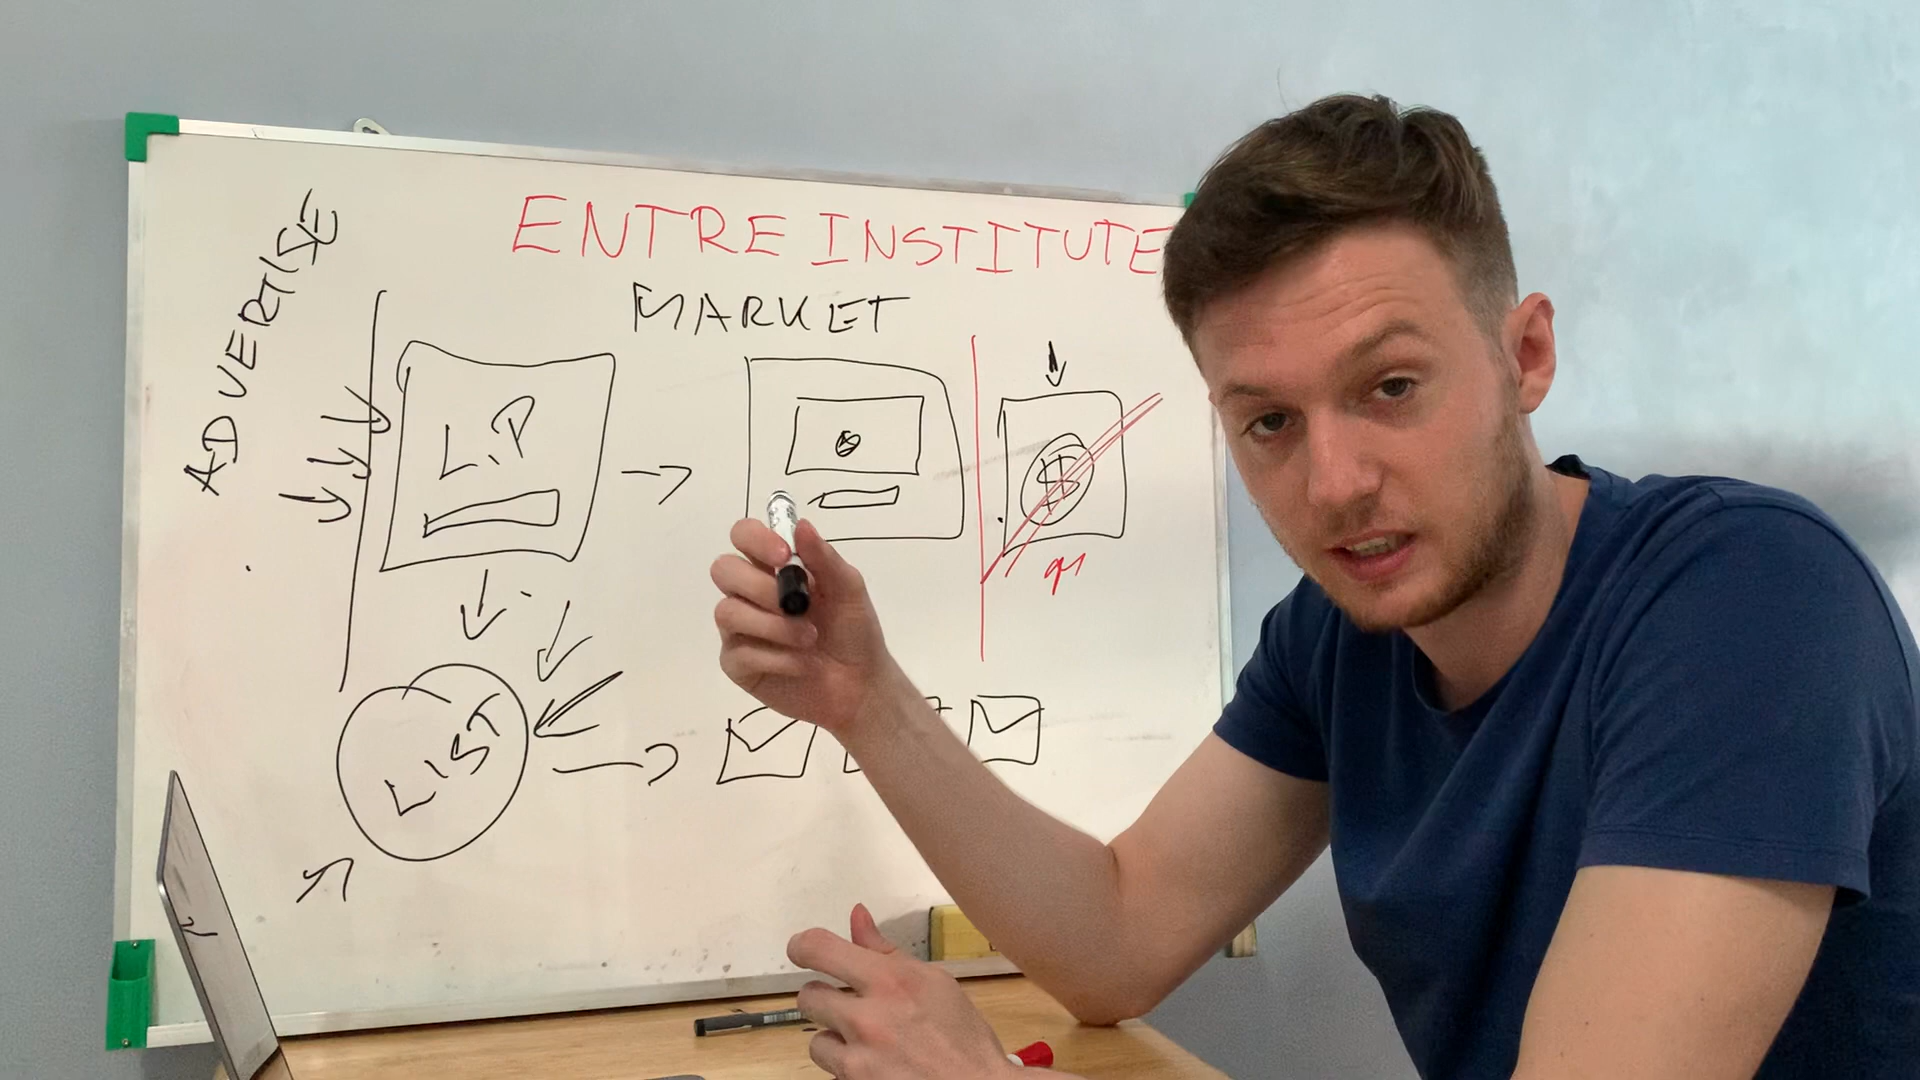 ENTRE INSTITUTE
ADVERTISE
MARKET
L.P
$
LIST